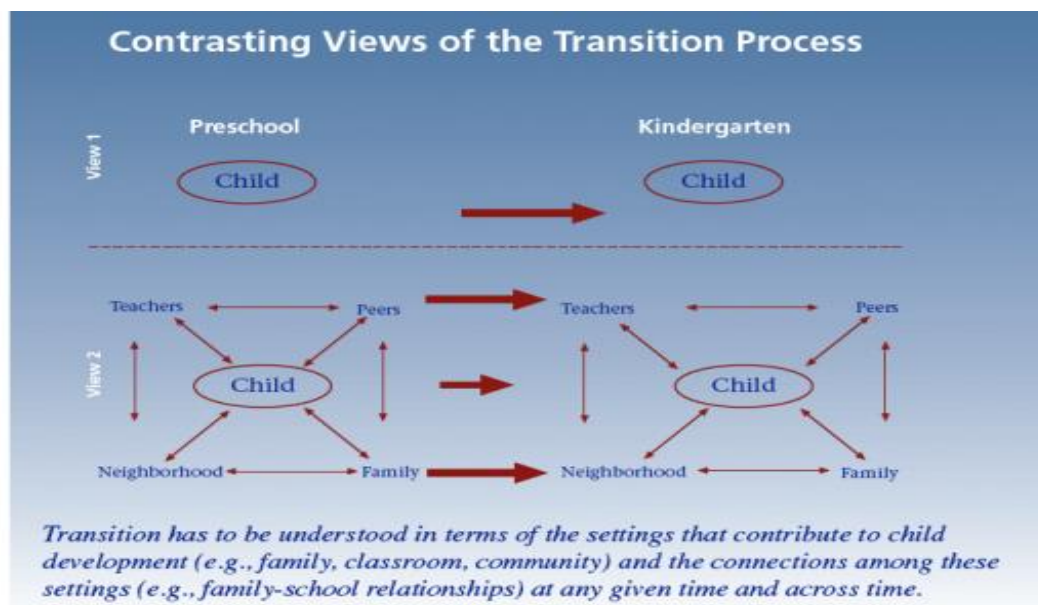 Contrasting Views of the Transition Process
Preschool Kindergarten
View 1
Child Child
Teachers Peers Teachers Peers
View 2
Child Child
Neighborhood Family Neighborhood Family
Transition has to be understood in terms of the settings that contribute to child
development (e.g., family, classroom, community) and the connections among these
settings (e.g., family-school relationships) at any given time and across time.